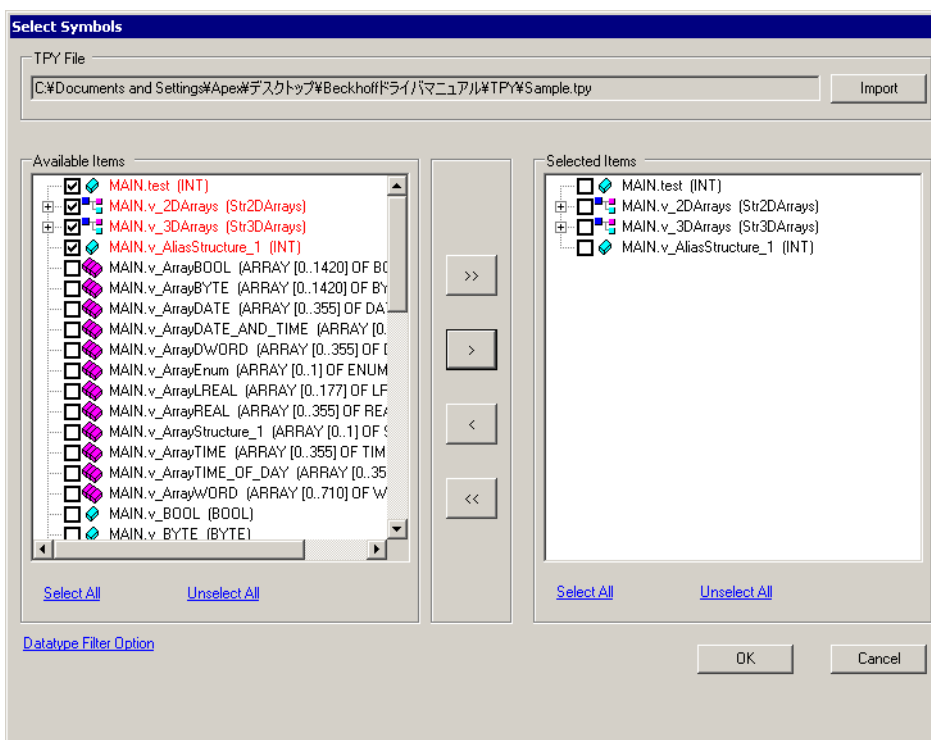 Select Symbols
TPY File
C:¥Documents and Settings¥Apex¥デスクトップ¥Beckhoffドライバマニュアル¥TPY¥Sample.tpy
Import
Available Items
MAIN.test (INT)
MAIN.v_2DArrays (Str2DArrays)
MAIN.v_3DArrays (Str3DArrays)
MAIN.v_AliasStructure_1 (INT)
MAIN.v_ArrayBOOL (ARRAY [0..1420] OF BO
MAIN.v_ArrayBYTE (ARRAY [0..1420] OF BY
MAIN.v_ArrayDATE (ARRAY [0..355] OF DA
MAIN.v_ArrayDATE_AND_TIME (ARRAY [0.
MAIN.v_ArrayDWORD (ARRAY [0..355] OF D
MAIN.v_ArrayEnum (ARRAY [0..1] OF ENUM
MAIN.v_ArrayLREAL (ARRAY [0..177] OF LR
MAIN.v_ArrayREAL (ARRAY [0..355] OF REA
MAIN.v_ArrayStructure_1 (ARRAY [0..1] OF S
MAIN.v_ArrayTIME (ARRAY [0..355] OF TIM
MAIN.v_ArrayTIME_OF_DAY (ARRAY [0..35
MAIN.v_ArrayWORD (ARRAY [0..710] OF W
MAIN.v_BOOL (BOOL)
MAIN.v_BYTE (BYTE)
Select All
Unselect All
>>
>
<
<<
Selected Items
MAIN.test (INT)
MAIN.v_2DArrays (Str2DArrays)
MAIN.v_3DArrays (Str3DArrays)
MAIN.v_AliasStructure_1 (INT)
Select All
Unselect All
Datatype Filter Option
OK
Cancel